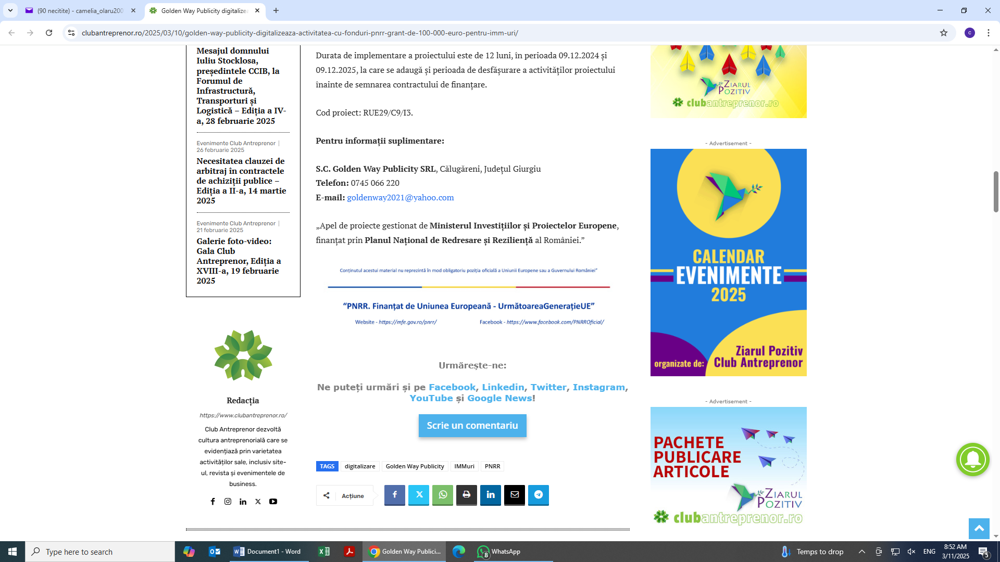 (90 necitite) - camelia_olaru200
Golden Way Publicity digitalizea
clubantreprenor.ro/2025/03/10/golden-way-publicity-digitalizeaza-activitatea-cu-fonduri-pnrr-grant-de-100-000-euro-pentru-imm-uri/
c
Mesajul domnului
Iuliu Stocklosa,
președintele CCIB, la
Forumul de
Infrastructură,
Transporturi și
Logistică – Ediția a IV-
a, 28 februarie 2025
Evenimente Club Antreprenor |
26 februarie 2025
Necesitatea clauzei de
arbitraj în contractele
de achiziții publice –
Ediția a II-a, 14 martie
2025
Evenimente Club Antreprenor |
21 februarie 2025
Galerie foto-video:
Gala Club
Antreprenor, Ediția a
XVIII-a, 19 februarie
2025
Redacția
https://www.clubantreprenor.ro/
Club Antreprenor dezvoltă
cultura antreprenorială care se
evidențiază prin varietatea
activităților sale, inclusiv site-
ul, revista și evenimentele de
business.
Durata de implementare a proiectului este de 12 luni, în perioada 09.12.2024 și
09.12.2025, la care se adaugă și perioada de desfășurare a activităților proiectului
înainte de semnarea contractului de finanțare.
Cod proiect: RUE29/C9/I3.
Pentru informații suplimentare:
S.C. Golden Way Publicity SRL, Călugăreni, Județul Giurgiu
Telefon: 0745 066 220
E-mail: goldenway2021@yahoo.com
„Apel de proiecte gestionat de Ministerul Investițiilor și Proiectelor Europene,
finanțat prin Planul Național de Redresare și Reziliență al României.”
Conținutul acestui material nu reprezintă în mod obligatoriu poziția oficială a Uniunii Europene sau a Guvernului României”
“PNRR. Finanțat de Uniunea Europeană - UrmătoareaGenerațieUE”
Website - https://mfe.gov.ro/pnrr/ Facebook - https://www.facebook.com/PNRROficial/
Urmărește-ne:
Ne puteți urmări și pe Facebook, Linkedin, Twitter, Instagram,
YouTube și Google News!
Scrie un comentariu
TAGS digitalizare Golden Way Publicity IMMuri PNRR
Acțiune
ZIARUL
POZITIV
clubantreprenor.ro
- Advertisement -
CALENDAR
EVENIMENTE
2025
organizate de:
Ziarul Pozitiv
Club Antreprenor
- Advertisement -
PACHETE
PUBLICARE
ARTICOLE
ZIARUL
POZITIV
clubantreprenor.ro
Type here to search
Document1 - Word
Golden Way Publici...
8
WhatsApp
Temps to drop
ENG
8:52 AM
3/11/2025
5